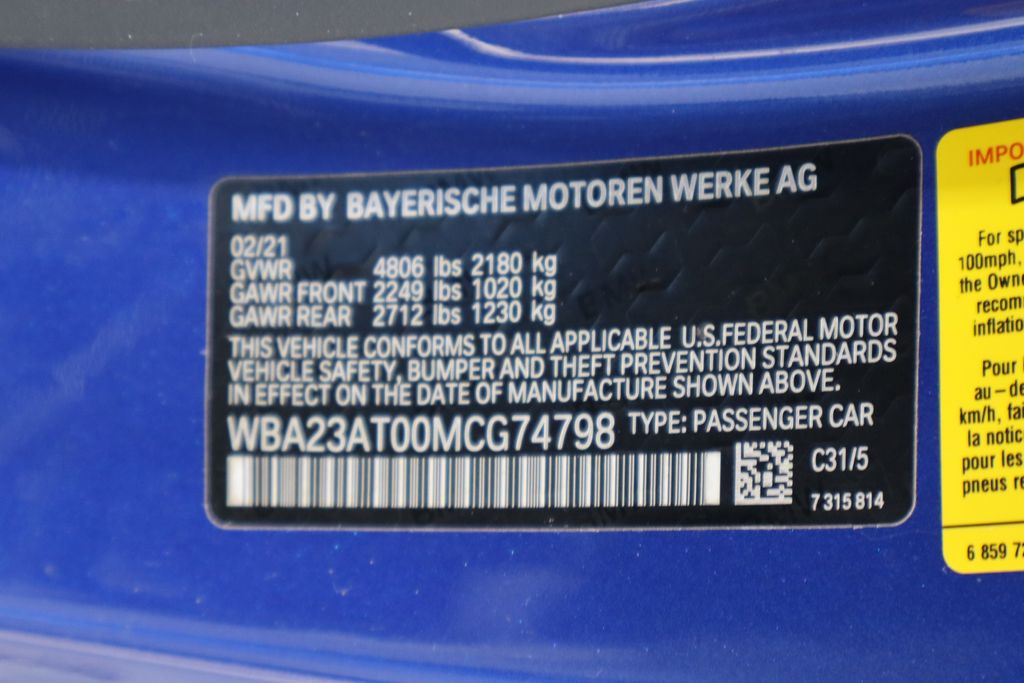 MFD BY BAYERISCHE MOTOREN WERKE AG
02/21
GVWR 4806 lbs 2180 kg
GAWR FRONT 2249 lbs 1020 kg
GAWR REAR 2712 lbs 1230 kg
THIS VEHICLE CONFORMS TO ALL APPLICABLE U.S.FEDERAL MOTOR
VEHICLE SAFETY, BUMPER AND THEFT PREVENTION STANDARDS
IN EFFECT ON THE DATE OF MANUFACTURE SHOWN ABOVE.
WBA23AT00MCG74798 TYPE: PASSENGER CAR
C31/5
7 315 814
IMPO
For sp
100mph,
the Owne
recom
inflatio
Pour
au-de
km/h, fai
la notic
pour les
pneus re
6 859 72